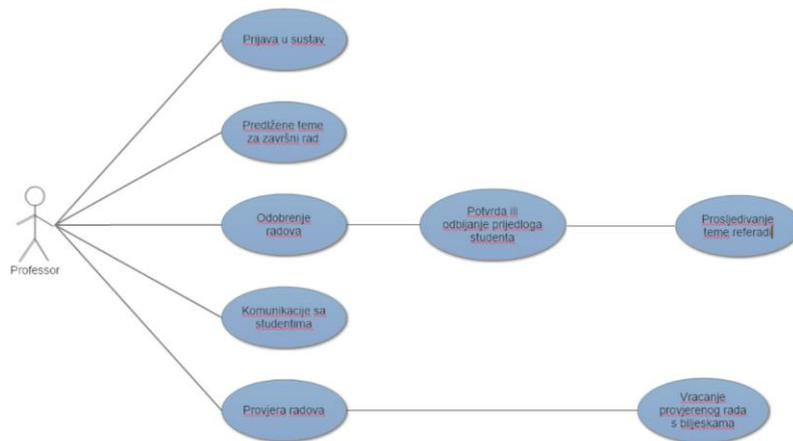 Prijava u sustav
Predlžene teme
za završni rad
Odobrenje
radova
Potvrda ili
odbijanje prijedloga
studenta
Prosljedivanje
teme referadi
Professor
Komunikacije sa
studentima
Provjera radova
Vracanje
provjerenog rada
s bilješkama